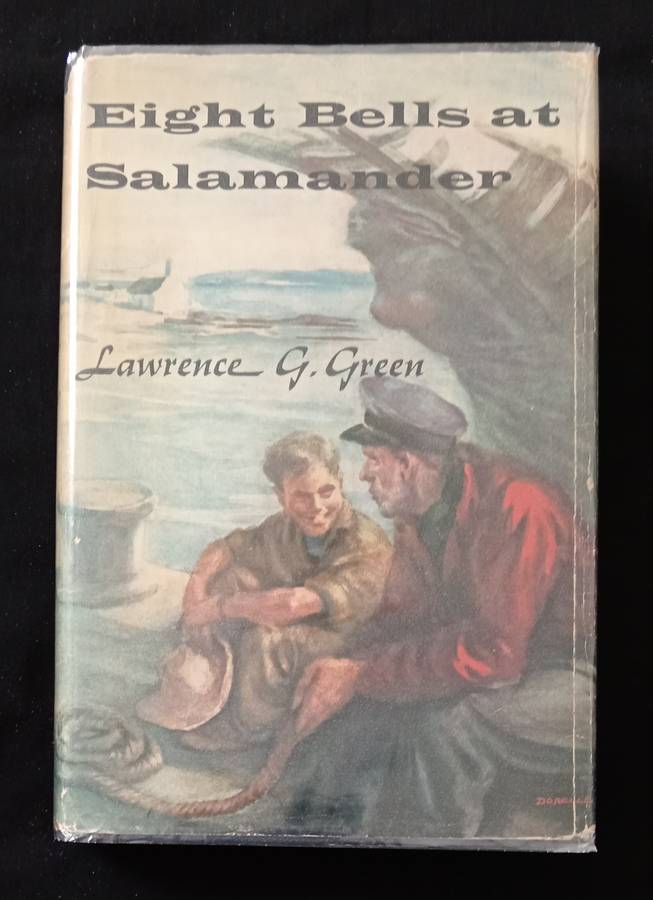 Eight Bells at
Salamander
Lawrence G. Green